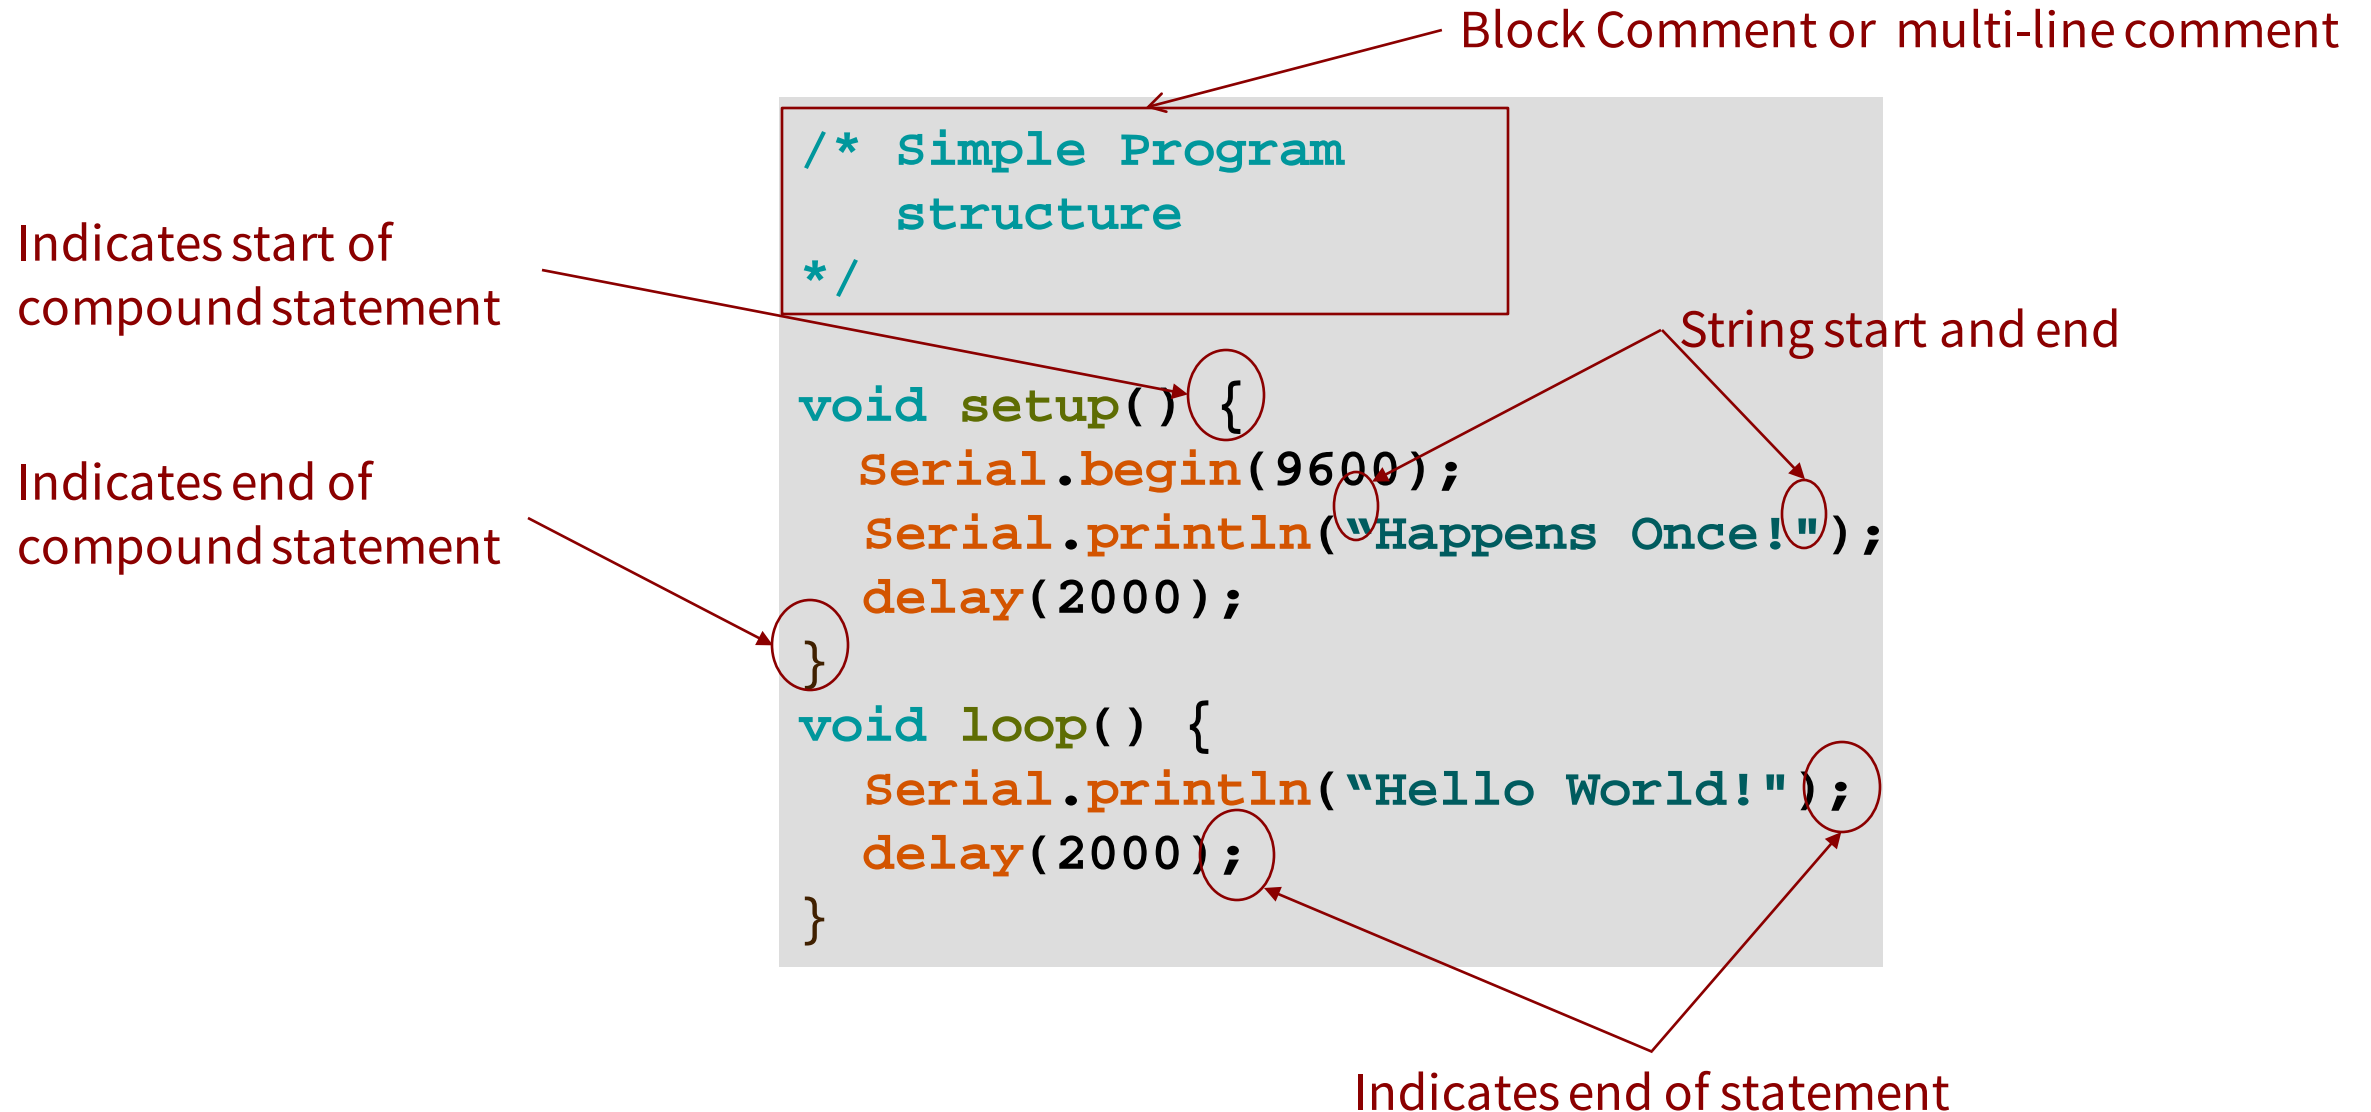 Block Comment or  multi-line comment
/* Simple Program
   structure
*/
Indicates start of
compound statement
String start and end
void setup() {
  Serial.begin(9600);
Indicates end of
compound statement
  Serial.println(“Happens Once!");
  delay(2000);
}
void loop() {
  Serial.println(“Hello World!");
  delay(2000);
}
Indicates end of statement